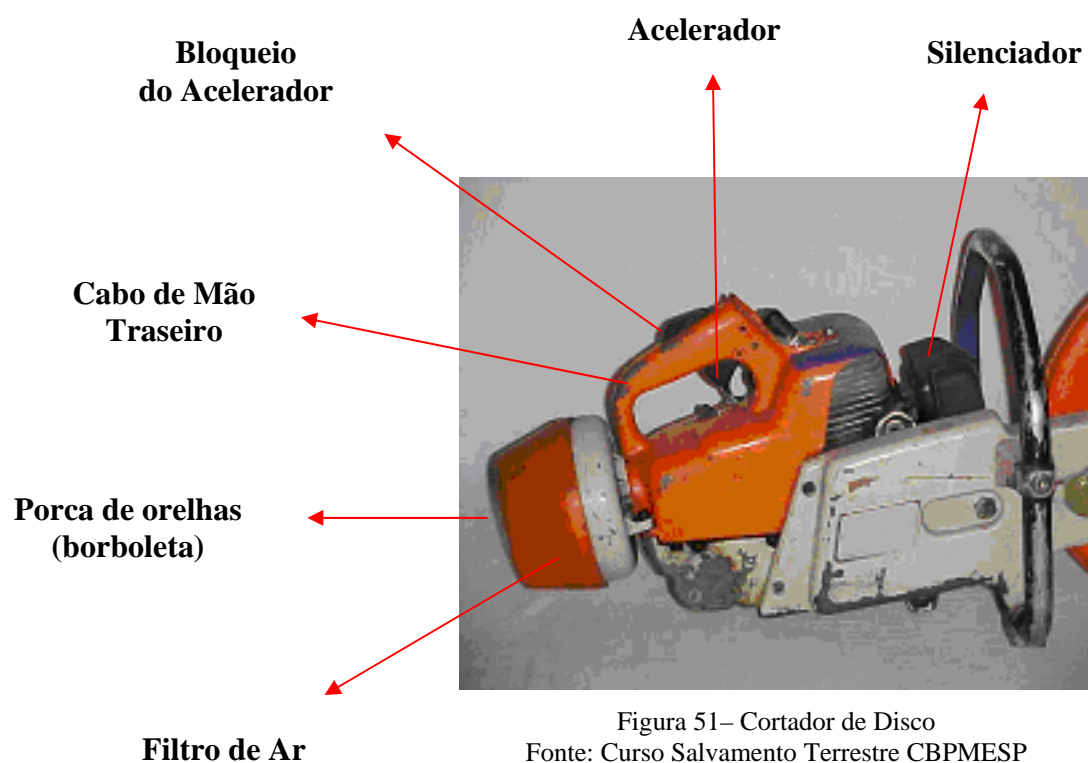 Acelerador
Bloqueio
do Acelerador
Silenciador
Cabo de Mão
Traseiro
Porca de orelhas
(borboleta)
Filtro de Ar
Figura 51– Cortador de Disco
Fonte: Curso Salvamento Terrestre CBPMESP